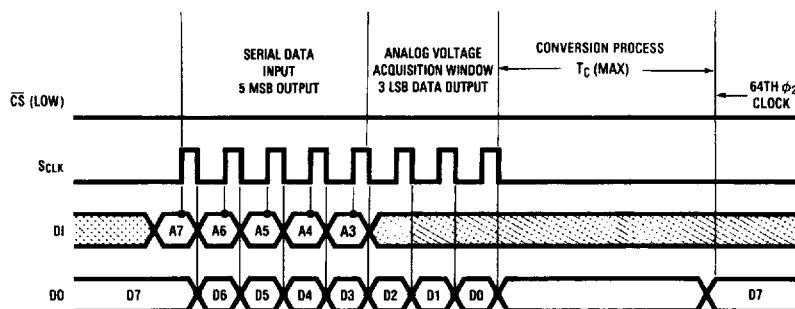 SERIAL DATA
INPUT
5 MSB OUTPUT
ANALOG VOLTAGE
ACQUISITION WINDOW
3 LSB DATA OUTPUT
CONVERSION PROCESS
TC (MAX)
64TH ϕ2
CLOCK
CS (LOW)
SCLK
DI
A7 A6 A5 A4 A3
DO
D7 D6 D5 D4 D3 D2 D1 D0 D7